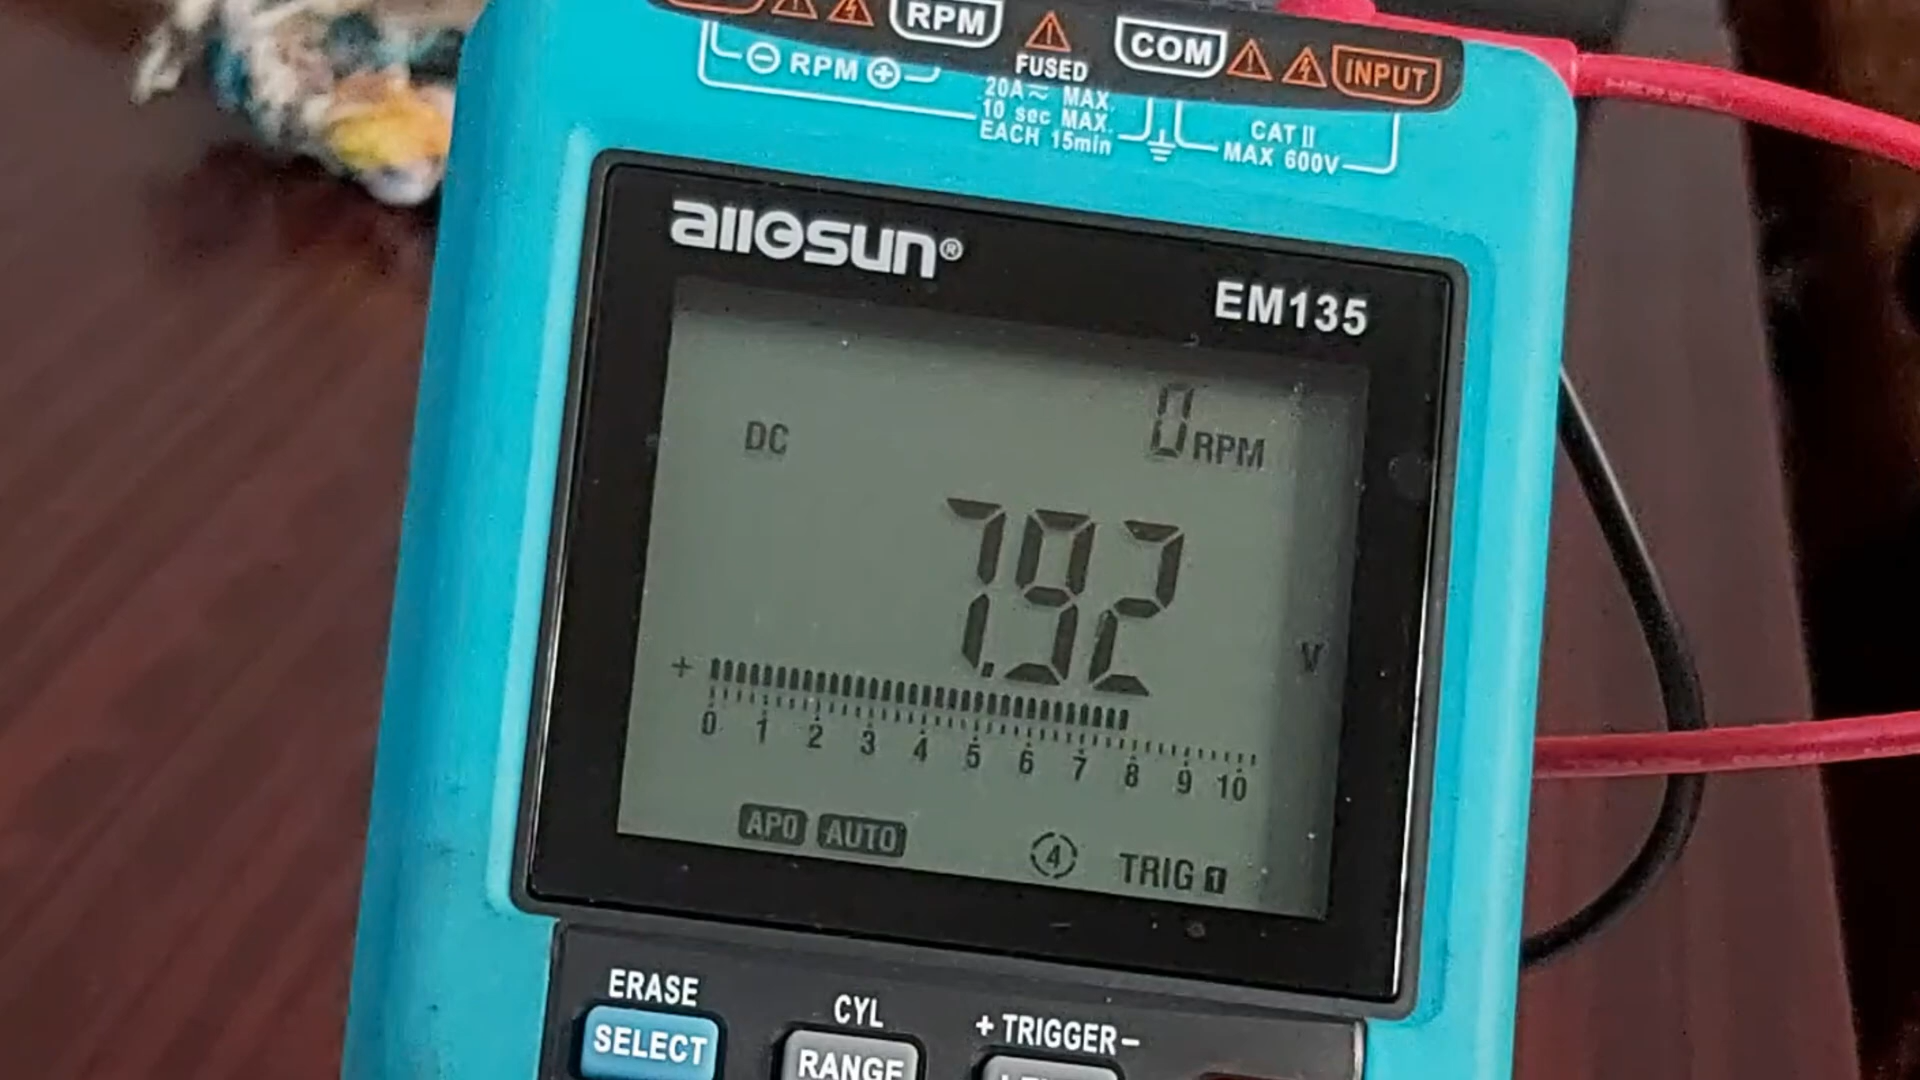 RPM
COM
INPUT
⊖ RPM ⊕
FUSED
20A≂ MAX.
10 sec MAX.
EACH 15min
CAT II
MAX 600V
allsun®
EM135
DC
0 RPM
7.92
V
+
0 1 2 3 4 5 6 7 8 9 10
APO AUTO
4
TRIG 1
ERASE
SELECT
CYL
RANGE
+ TRIGGER −